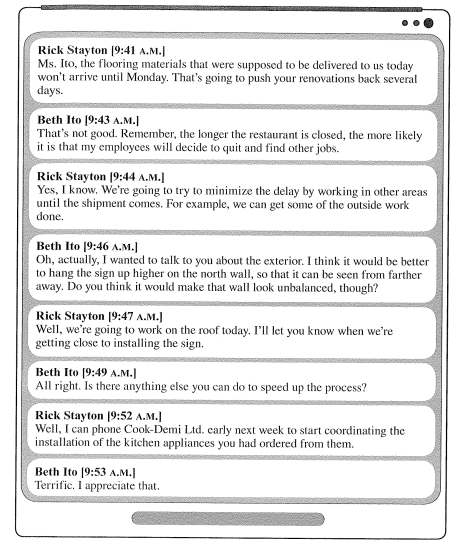 Rick Stayton [9:41 A.M.]
Ms. Ito, the flooring materials that were supposed to be delivered to us today
won't arrive until Monday. That's going to push your renovations back several
days.
Beth Ito [9:43 A.M.]
That's not good. Remember, the longer the restaurant is closed, the more likely
it is that my employees will decide to quit and find other jobs.
Rick Stayton [9:44 A.M.]
Yes, I know. We're going to try to minimize the delay by working in other areas
until the shipment comes. For example, we can get some of the outside work
done.
Beth Ito [9:46 A.M.]
Oh, actually, I wanted to talk to you about the exterior. I think it would be better
to hang the sign up higher on the north wall, so that it can be seen from farther
away. Do you think it would make that wall look unbalanced, though?
Rick Stayton [9:47 A.M.]
Well, we're going to work on the roof today. I'll let you know when we're
getting close to installing the sign.
Beth Ito [9:49 A.M.]
All right. Is there anything else you can do to speed up the process?
Rick Stayton [9:52 A.M.]
Well, I can phone Cook-Demi Ltd. early next week to start coordinating the
installation of the kitchen appliances you had ordered from them.
Beth Ito [9:53 A.M.]
Terrific. I appreciate that.